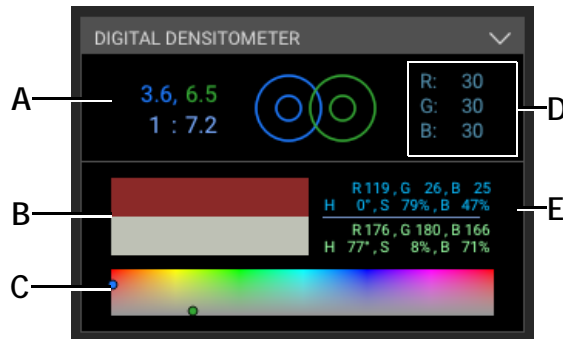 DIGITAL DENSITOMETER
A
3.6, 6.5
1 : 7.2
R: 30
G: 30
B: 30
D
B
R 119 , G 26 , B 25
H 0° , S 79% , B 47%
E
R 176 , G 180 , B 166
H 77° , S 8% , B 71%
C